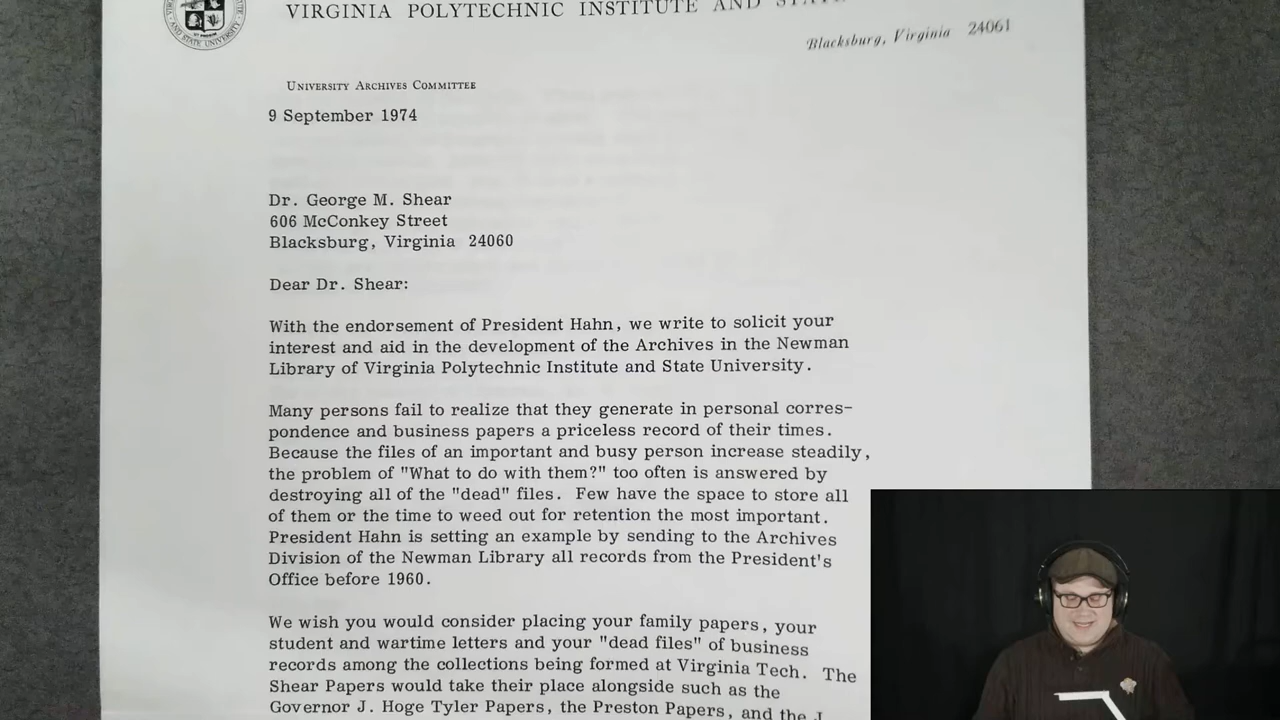 VIRGINIA POLYTECHNIC INSTITUTE AND
Blacksburg, Virginia 24061
UNIVERSITY ARCHIVES COMMITTEE
9 September 1974
Dr. George M. Shear
606 McConkey Street
Blacksburg, Virginia 24060
Dear Dr. Shear:
With the endorsement of President Hahn, we write to solicit your
interest and aid in the development of the Archives in the Newman
Library of Virginia Polytechnic Institute and State University.
Many persons fail to realize that they generate in personal corres-
pondence and business papers a priceless record of their times.
Because the files of an important and busy person increase steadily,
the problem of "What to do with them?" too often is answered by
destroying all of the "dead" files. Few have the space to store all
of them or the time to weed out for retention the most important.
President Hahn is setting an example by sending to the Archives
Division of the Newman Library all records from the President's
Office before 1960.
We wish you would consider placing your family papers, your
student and wartime letters and your "dead files" of business
records among the collections being formed at Virginia Tech. The
Shear Papers would take their place alongside such as the
Governor J. Hoge Tyler Papers, the Preston Papers, and the J